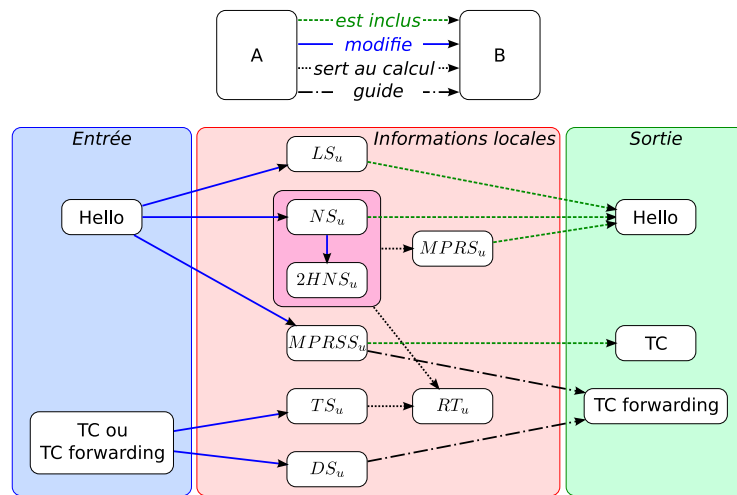 est inclus
modifie
A
B
sert au calcul
guide
Entrée
Informations locales
Sortie
LS_u
Hello
NS_u
Hello
MPRS_u
2HNS_u
MPRSS_u
TC
TS_u
RT_u
TC forwarding
TC ou
TC forwarding
DS_u